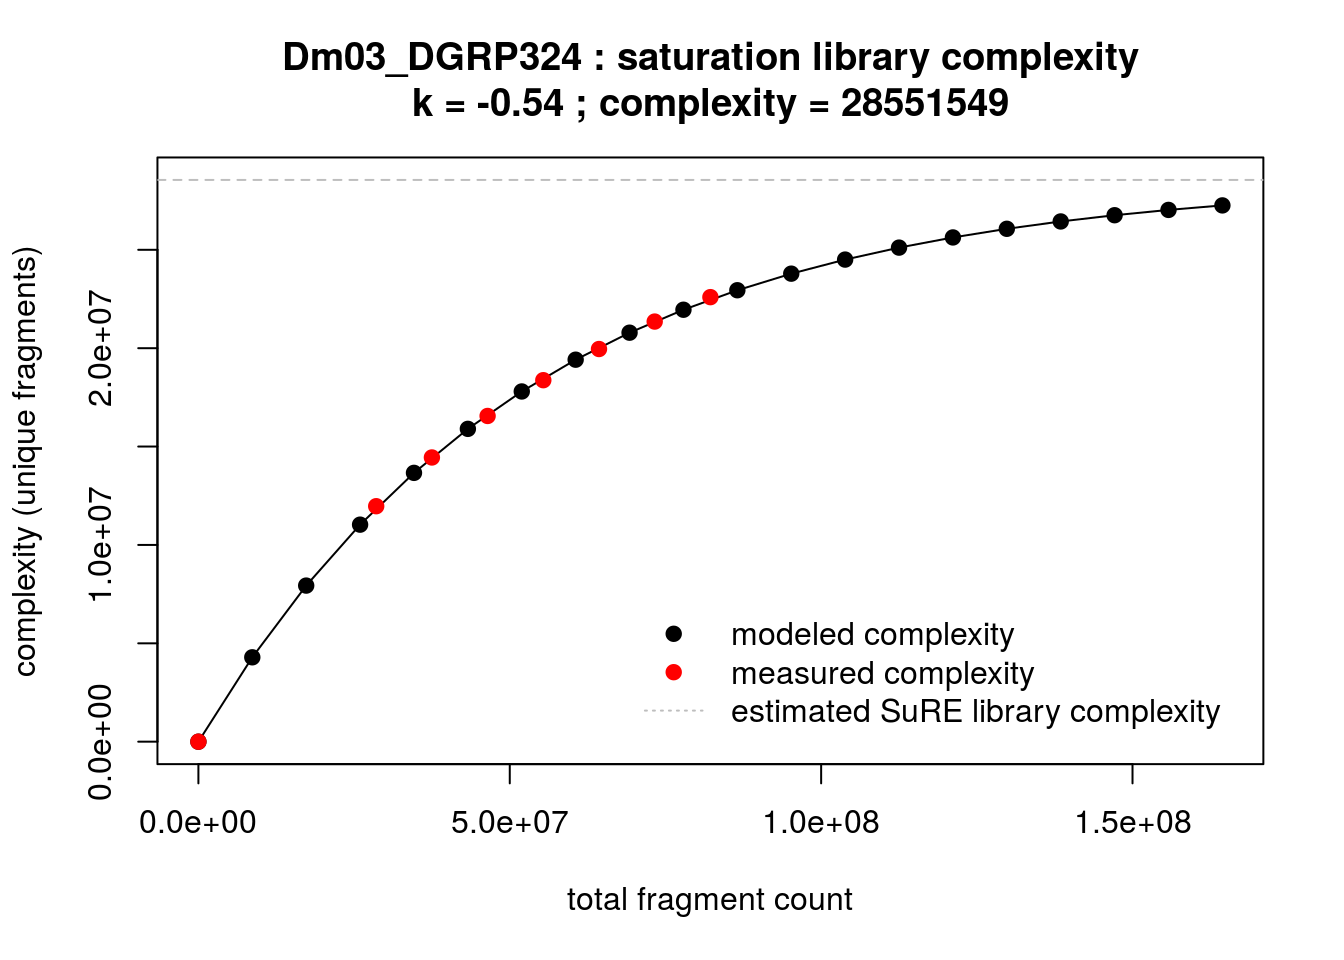 Dm03_DGRP324 : saturation library complexity
k = -0.54 ; complexity = 28551549
complexity (unique fragments)
2.0e+07
1.0e+07
0.0e+00
modeled complexity
measured complexity
estimated SuRE library complexity
0.0e+00 5.0e+07 1.0e+08 1.5e+08
total fragment count